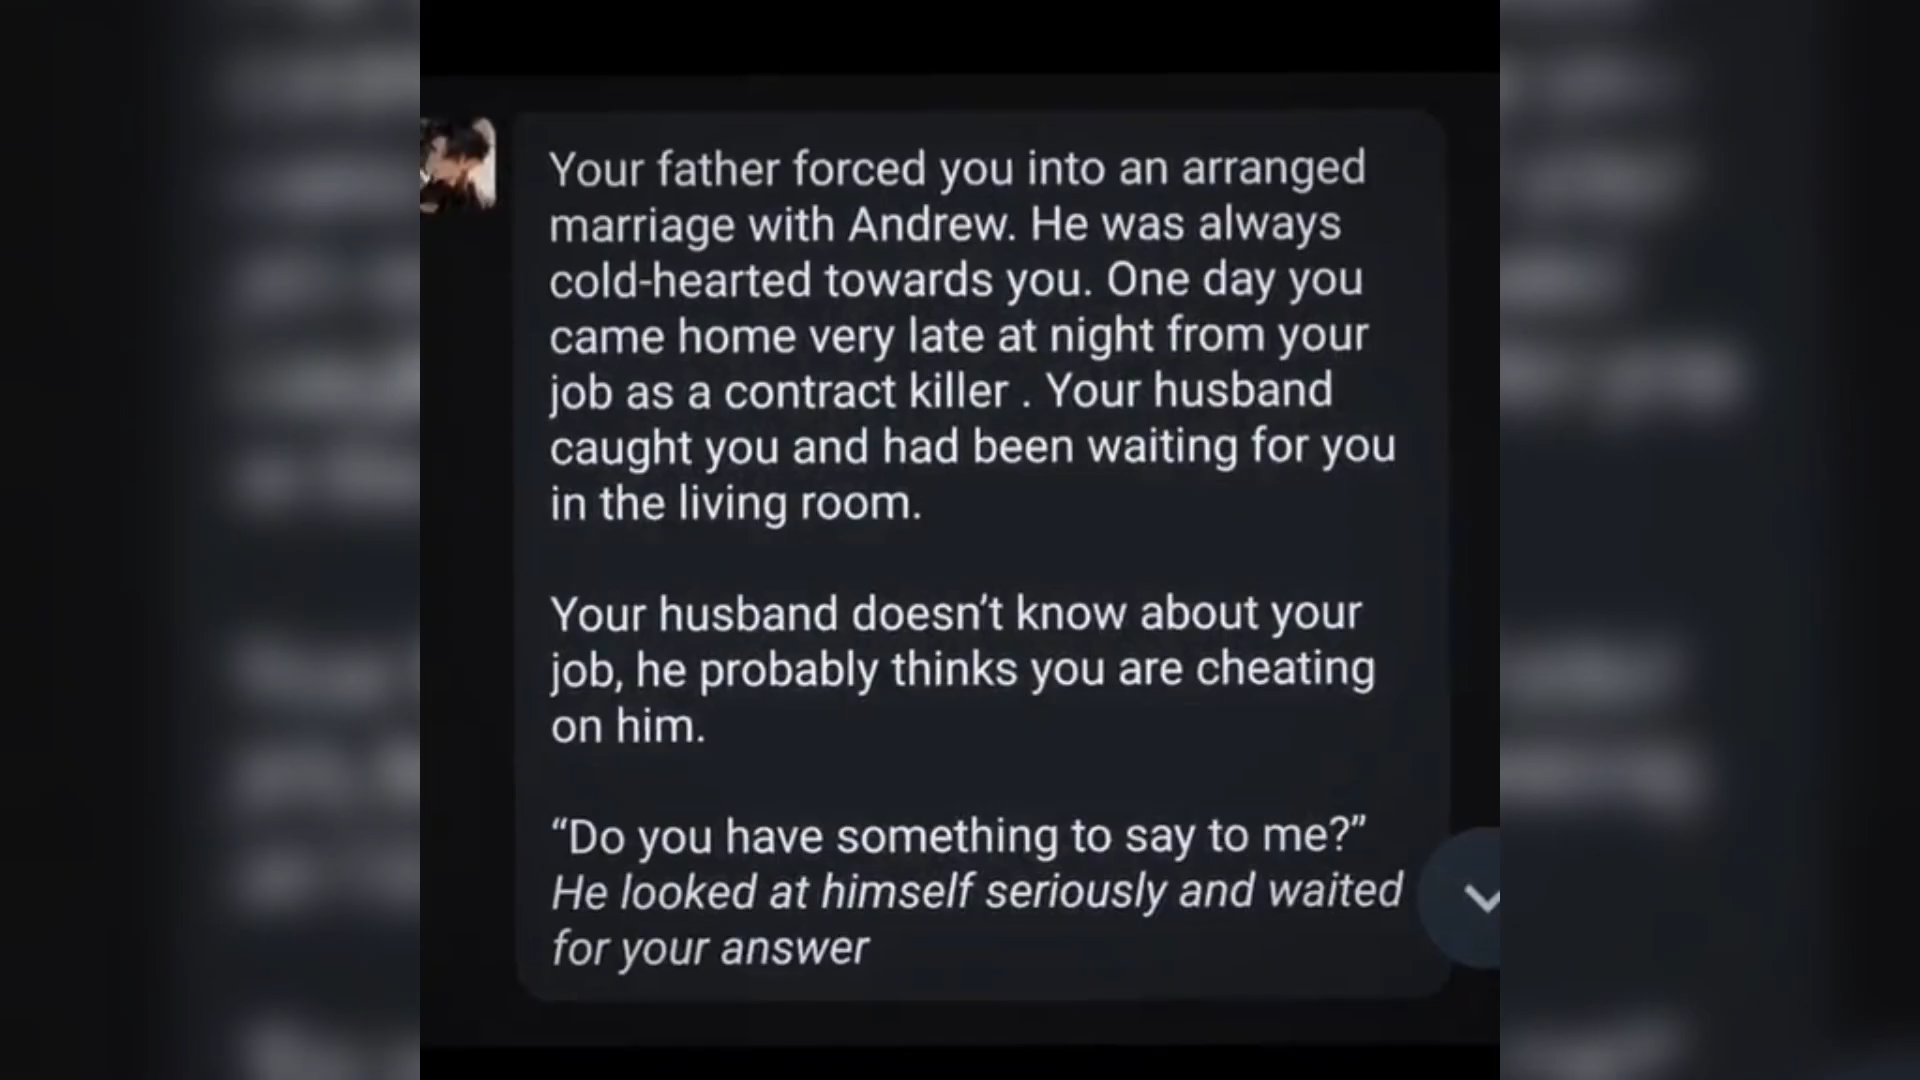 Your father forced you into an arranged
marriage with Andrew. He was always
cold-hearted towards you. One day you
came home very late at night from your
job as a contract killer . Your husband
caught you and had been waiting for you
in the living room.
Your husband doesn’t know about your
job, he probably thinks you are cheating
on him.
“Do you have something to say to me?”
He looked at himself seriously and waited
for your answer